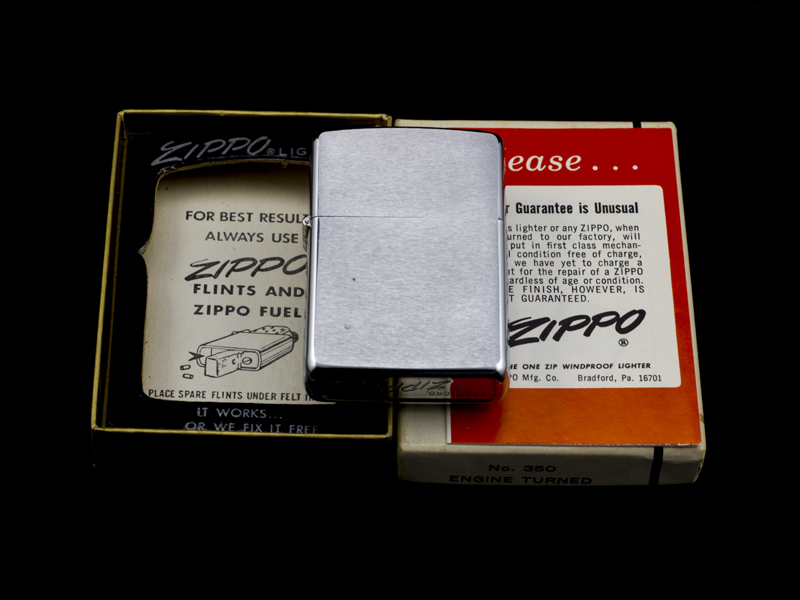 ZIPPO ® LIG
FOR BEST RESULT
ALWAYS USE
ZIPPO
FLINTS AND
ZIPPO FUEL
PLACE SPARE FLINTS UNDER FELT I
IT WORKS...
OR WE FIX IT FREE
ease...
r Guarantee is Unusual
s lighter or any ZIPPO, when
urned to our factory, will
put in first class mechan-
l condition free of charge,
we have yet to charge a
nt for the repair of a ZIPPO
ardless of age or condition.
E FINISH, HOWEVER, IS
T GUARANTEED.
ZIPPO
®
ME ONE ZIP WINDPROOF LIGHTER
PO Mfg. Co. Bradford, Pa. 16701
No. 350
ENGINE TURNED